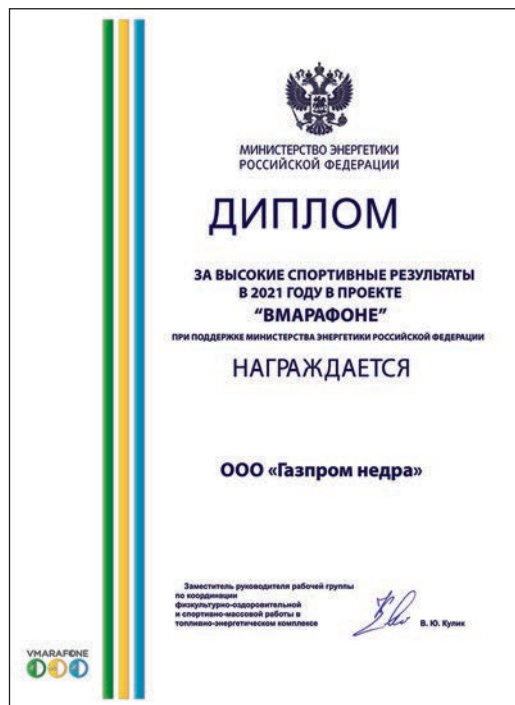 МИНИСТЕРСТВО ЭНЕРГЕТИКИ
РОССИЙСКОЙ ФЕДЕРАЦИИ
ДИПЛОМ
ЗА ВЫСОКИЕ СПОРТИВНЫЕ РЕЗУЛЬТАТЫ
В 2021 ГОДУ В ПРОЕКТЕ
"ВМАРАФОНЕ"
ПРИ ПОДДЕРЖКЕ МИНИСТЕРСТВА ЭНЕРГЕТИКИ РОССИЙСКОЙ ФЕДЕРАЦИИ
НАГРАЖДАЕТСЯ
ООО «Газпром недра»
Заместитель руководителя рабочей группы
по координации
физкультурно-оздоровительной
и спортивно-массовой работы в
топливно-энергетическом комплексе
В. Ю. Кулик
VMARAFONE